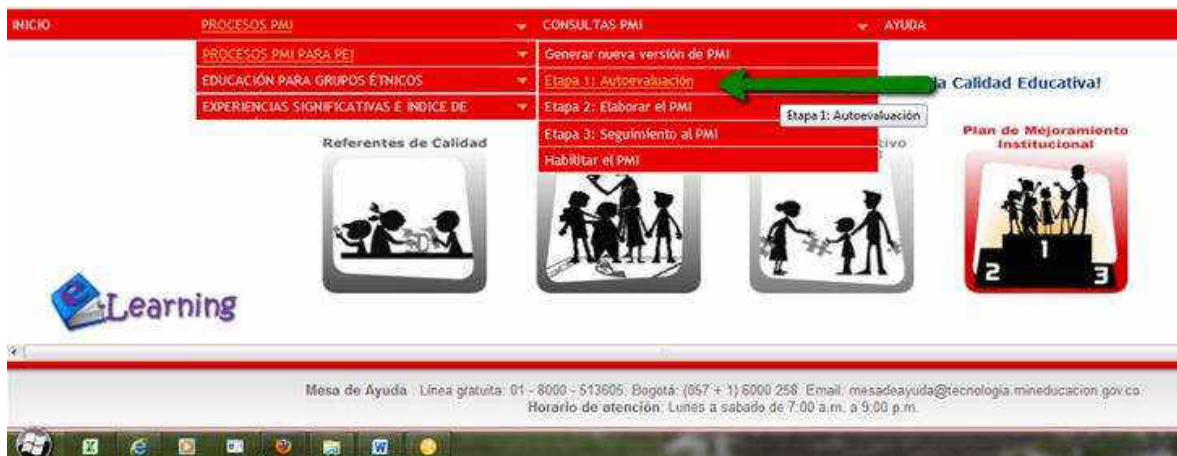 INICIO
PROCESOS PMI
CONSULTAS PMI
AYUDA
PROCESOS PMI PARA PEI
EDUCACIÓN PARA GRUPOS ÉTNICOS
EXPERIENCIAS SIGNIFICATIVAS E ÍNDICE DE
Generar nueva versión de PMI
Etapa 1: Autoevaluación
Etapa 2: Elaborar el PMI
Etapa 3: Seguimiento al PMI
Habilitar el PMI
Etapa 1: Autoevaluación
la Calidad Educativa!
Referentes de Calidad
Plan de Mejoramiento
Institucional
1
2
3
eLearning
Mesa de Ayuda. Línea gratuita: 01 - 8000 - 513605. Bogotá: (057 + 1) 6000 258. Email. mesadeayuda@tecnologia.mineducacion.gov.co
Horario de atención: Lunes a sabado de 7:00 a.m. a 9:00 p.m.